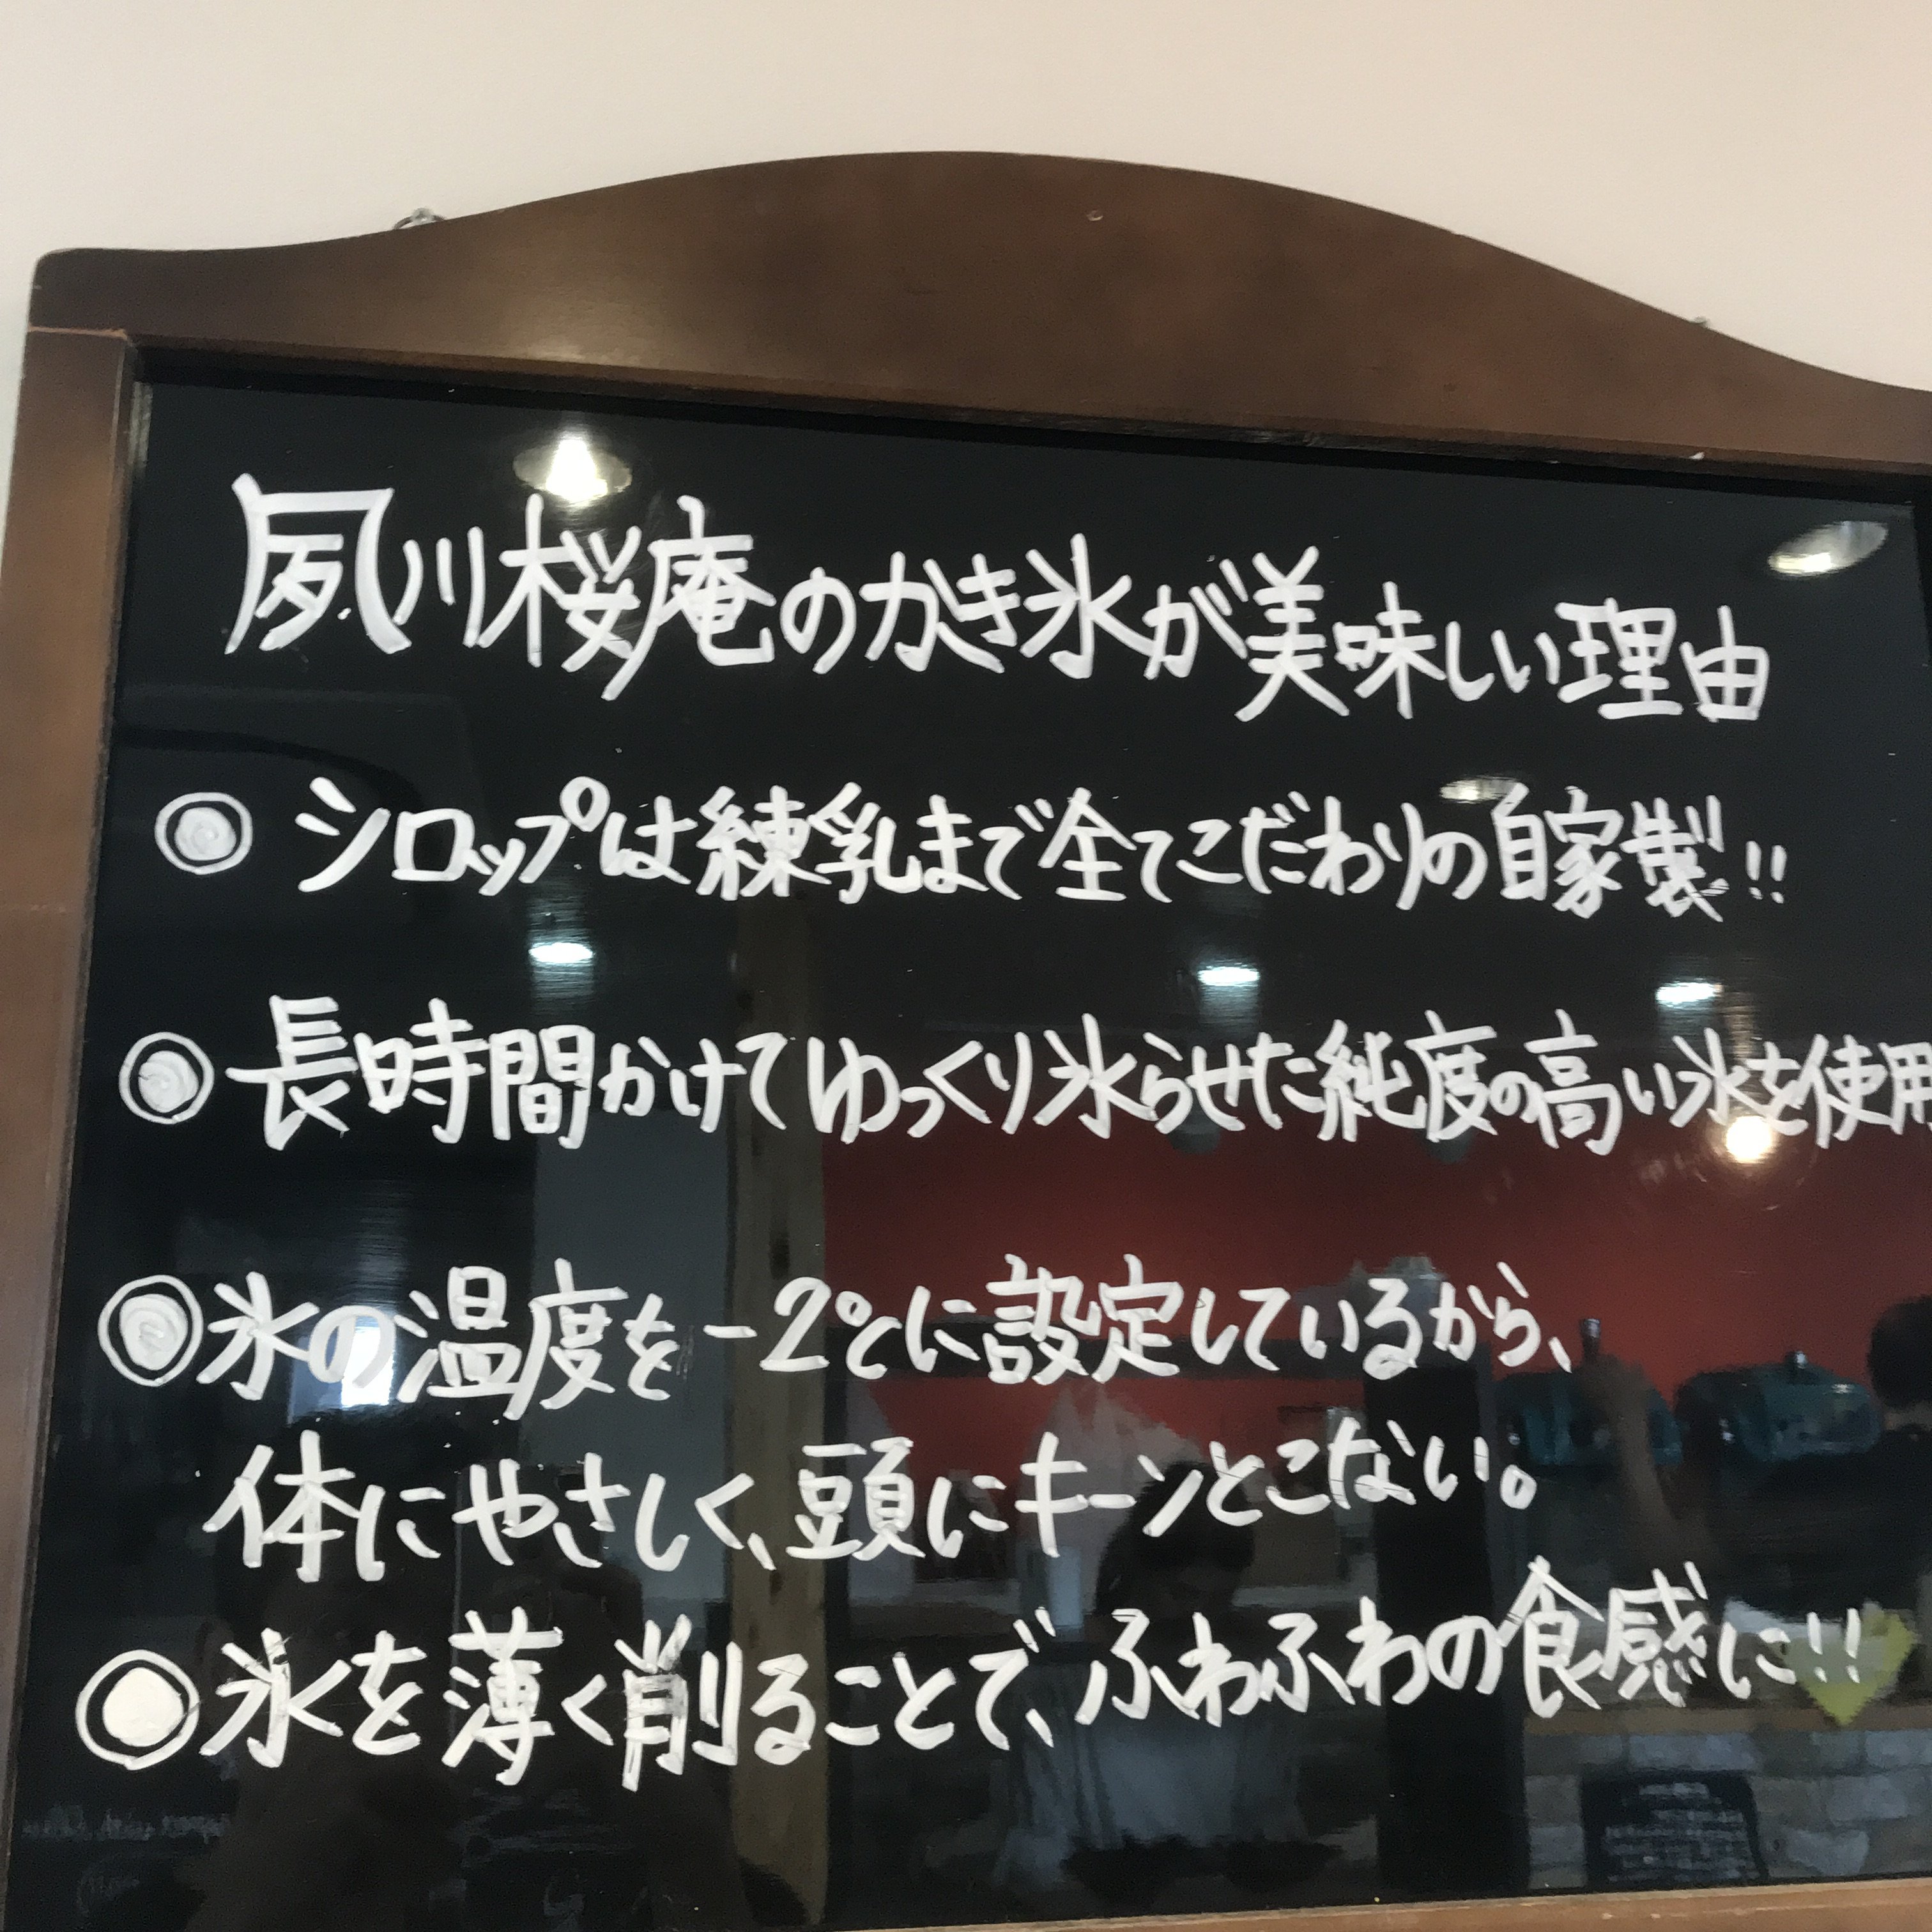 夙川桜庵のかき氷が美味しい理由
◎ シロップは練乳まで全てこだわりの自家製!!
◎ 長時間かけてゆっくり氷らせた純度の高い氷を使用
◎ 氷の温度を-2℃に設定しているから、
体にやさしく、頭にキーンとこない。
◎ 氷を薄く削ることで、ふわふわの食感に!!